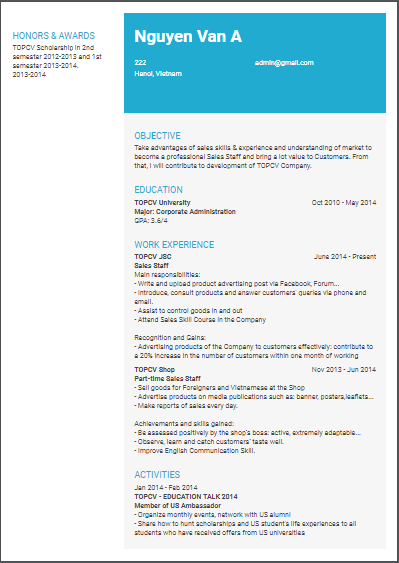 HONORS & AWARDS
TOPCV Scholarship in 2nd
semester 2012-2013 and 1st
semester 2013-2014.
2013-2014
Nguyen Van A
222
admin@gmail.com
Hanoi, Vietnam
OBJECTIVE
Take advantages of sales skills & experience and understanding of market to
become a professional Sales Staff and bring a lot value to Customers. From
that, I will contribute to development of TOPCV Company.
EDUCATION
TOPCV University Oct 2010 - May 2014
Major: Corporate Administration
GPA: 3.6/4
WORK EXPERIENCE
TOPCV JSC June 2014 - Present
Sales Staff
Main responsibilities:
- Write and upload product advertising post via Facebook, Forum...
- Introduce, consult products and answer customers' queries via phone and
email.
- Assist to control goods in and out
- Attend Sales Skill Course in the Company
Recognition and Gains:
- Advertising products of the Company to customers effectively: contribute to
a 20% increase in the number of customers within one month of working
TOPCV Shop Nov 2013 - Jun 2014
Part-time Sales Staff
- Sell goods for Foreigners and Vietnamese at the Shop
- Advertise products on media publications such as: banner, posters,leaflets...
- Make reports of sales every day.
Achievements and skills gained:
- Be assessed positively by the shop's boss: active, extremely adaptable...
- Observe, learn and catch customers' taste well.
- Improve English Communication Skill.
ACTIVITIES
Jan 2014 - Feb 2014
TOPCV - EDUCATION TALK 2014
Member of US Ambassador
- Organize monthly events, network with US alumni
- Share how to hunt scholarships and US student's life experiences to all
students who have received offers from US universities